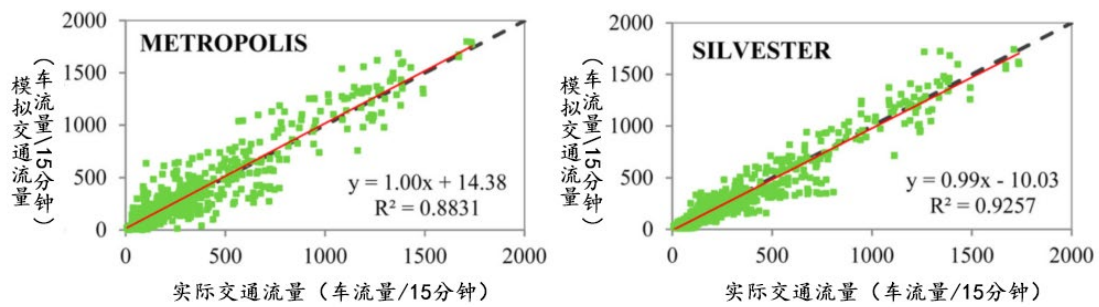 METROPOLIS
2000
1500
1000
500
0
模拟交通流量
(车流量\15分钟)
y = 1.00x + 14.38
R² = 0.8831
0
500
1000
1500
2000
实际交通流量（车流量/15分钟）
SILVESTER
2000
1500
1000
500
0
模拟交通流量
(车流量\15分钟)
y = 0.99x - 10.03
R² = 0.9257
0
500
1000
1500
2000
实际交通流量（车流量/15分钟）